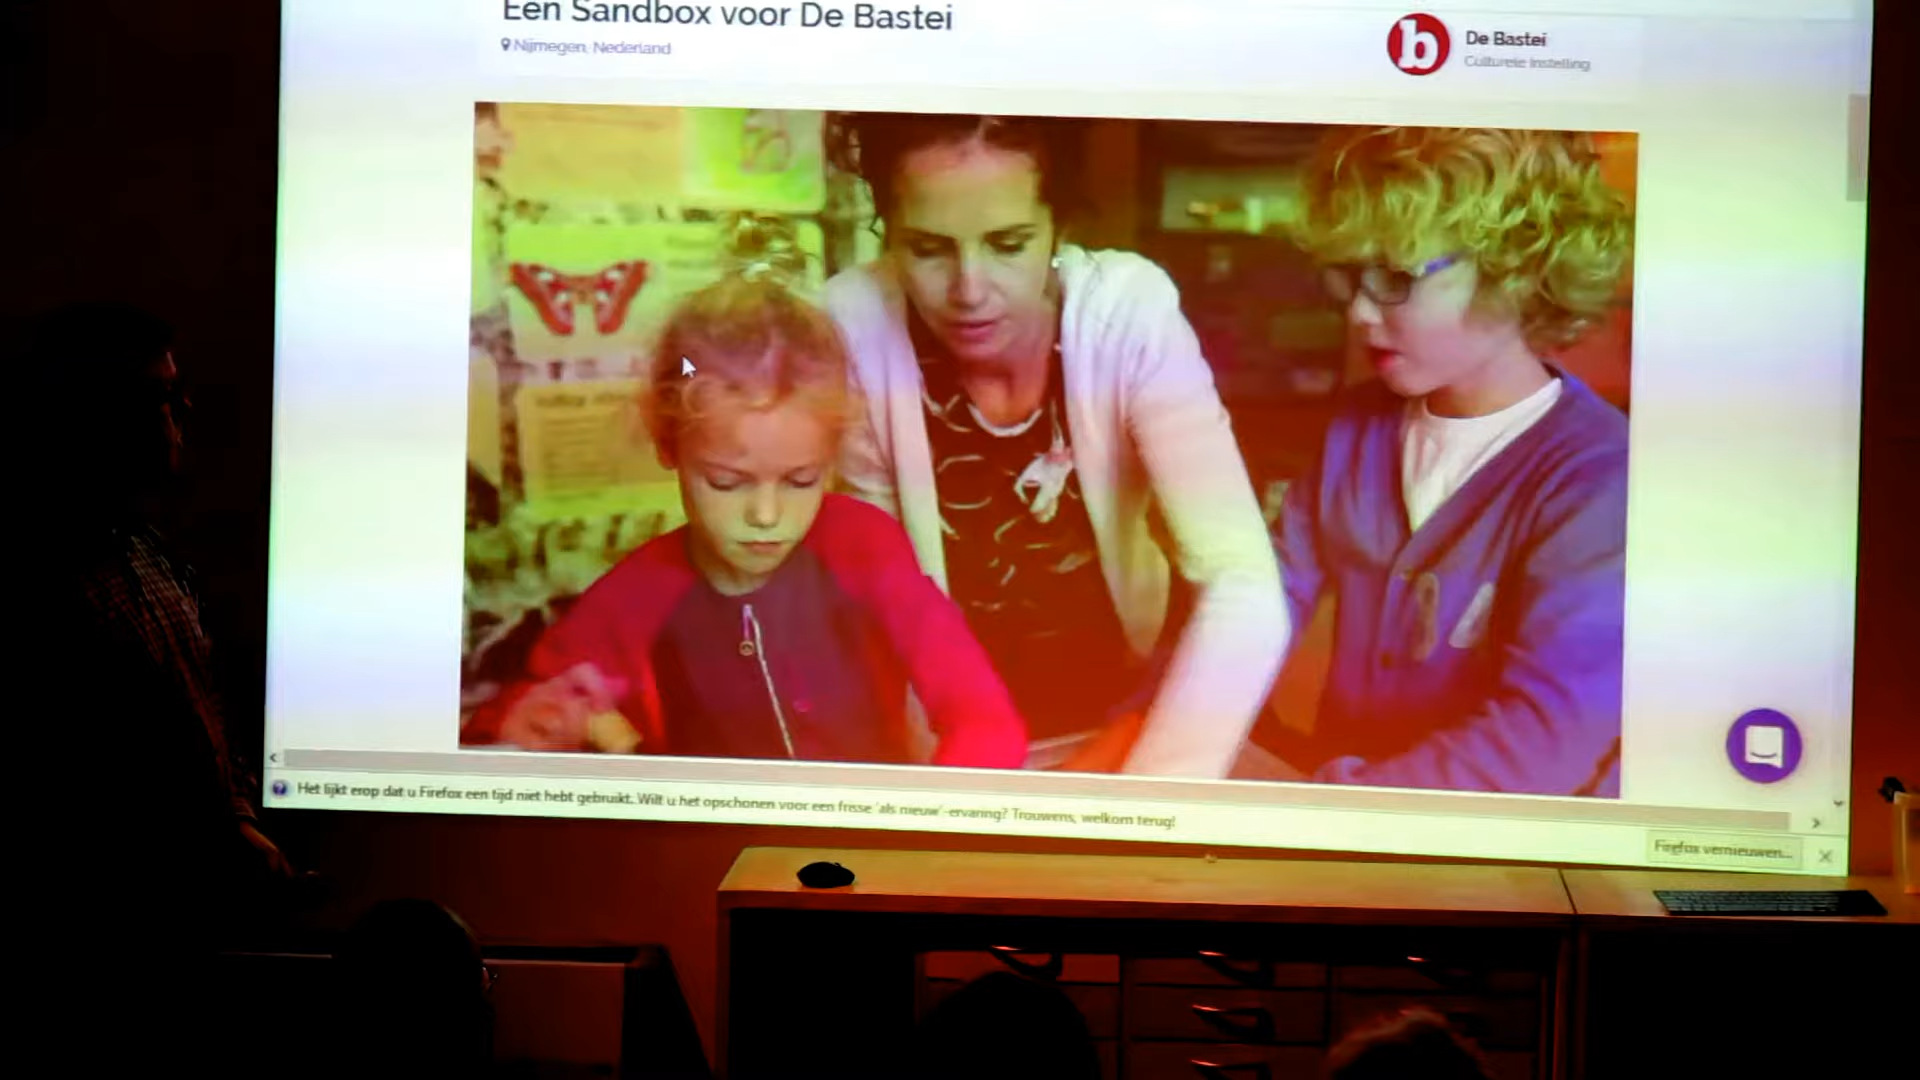 Een Sandbox voor De Bastei
Nijmegen, Nederland
b
De Bastei
Culturele Instelling
Het lijkt erop dat u Firefox een tijd niet hebt gebruikt. Wilt u het opschonen voor een frisse 'als nieuw'-ervaring? Trouwens, welkom terug!
Firefox vernieuwen...